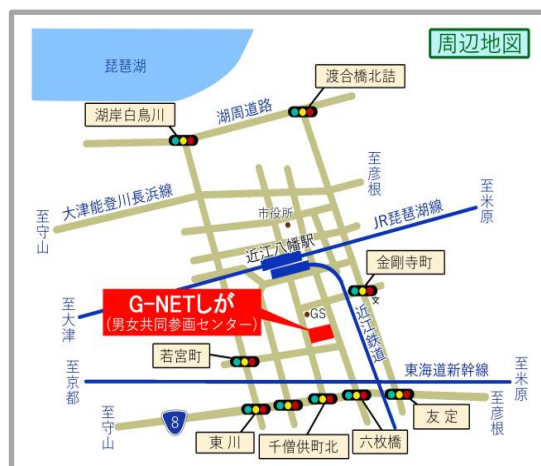 周辺地図
琵琶湖
渡合橋北詰
湖岸白鳥川
湖周道路
至彦根
大津能登川長浜線
至守山
市役所
至米原
JR琵琶湖線
近江八幡駅
金剛寺町
G-NETしが
(男女共同参画センター)
GS
至大津
近江鉄道
若宮町
東海道新幹線
至京都
至米原
至守山
8
東川
千僧供町北
六枚橋
友定
至彦根